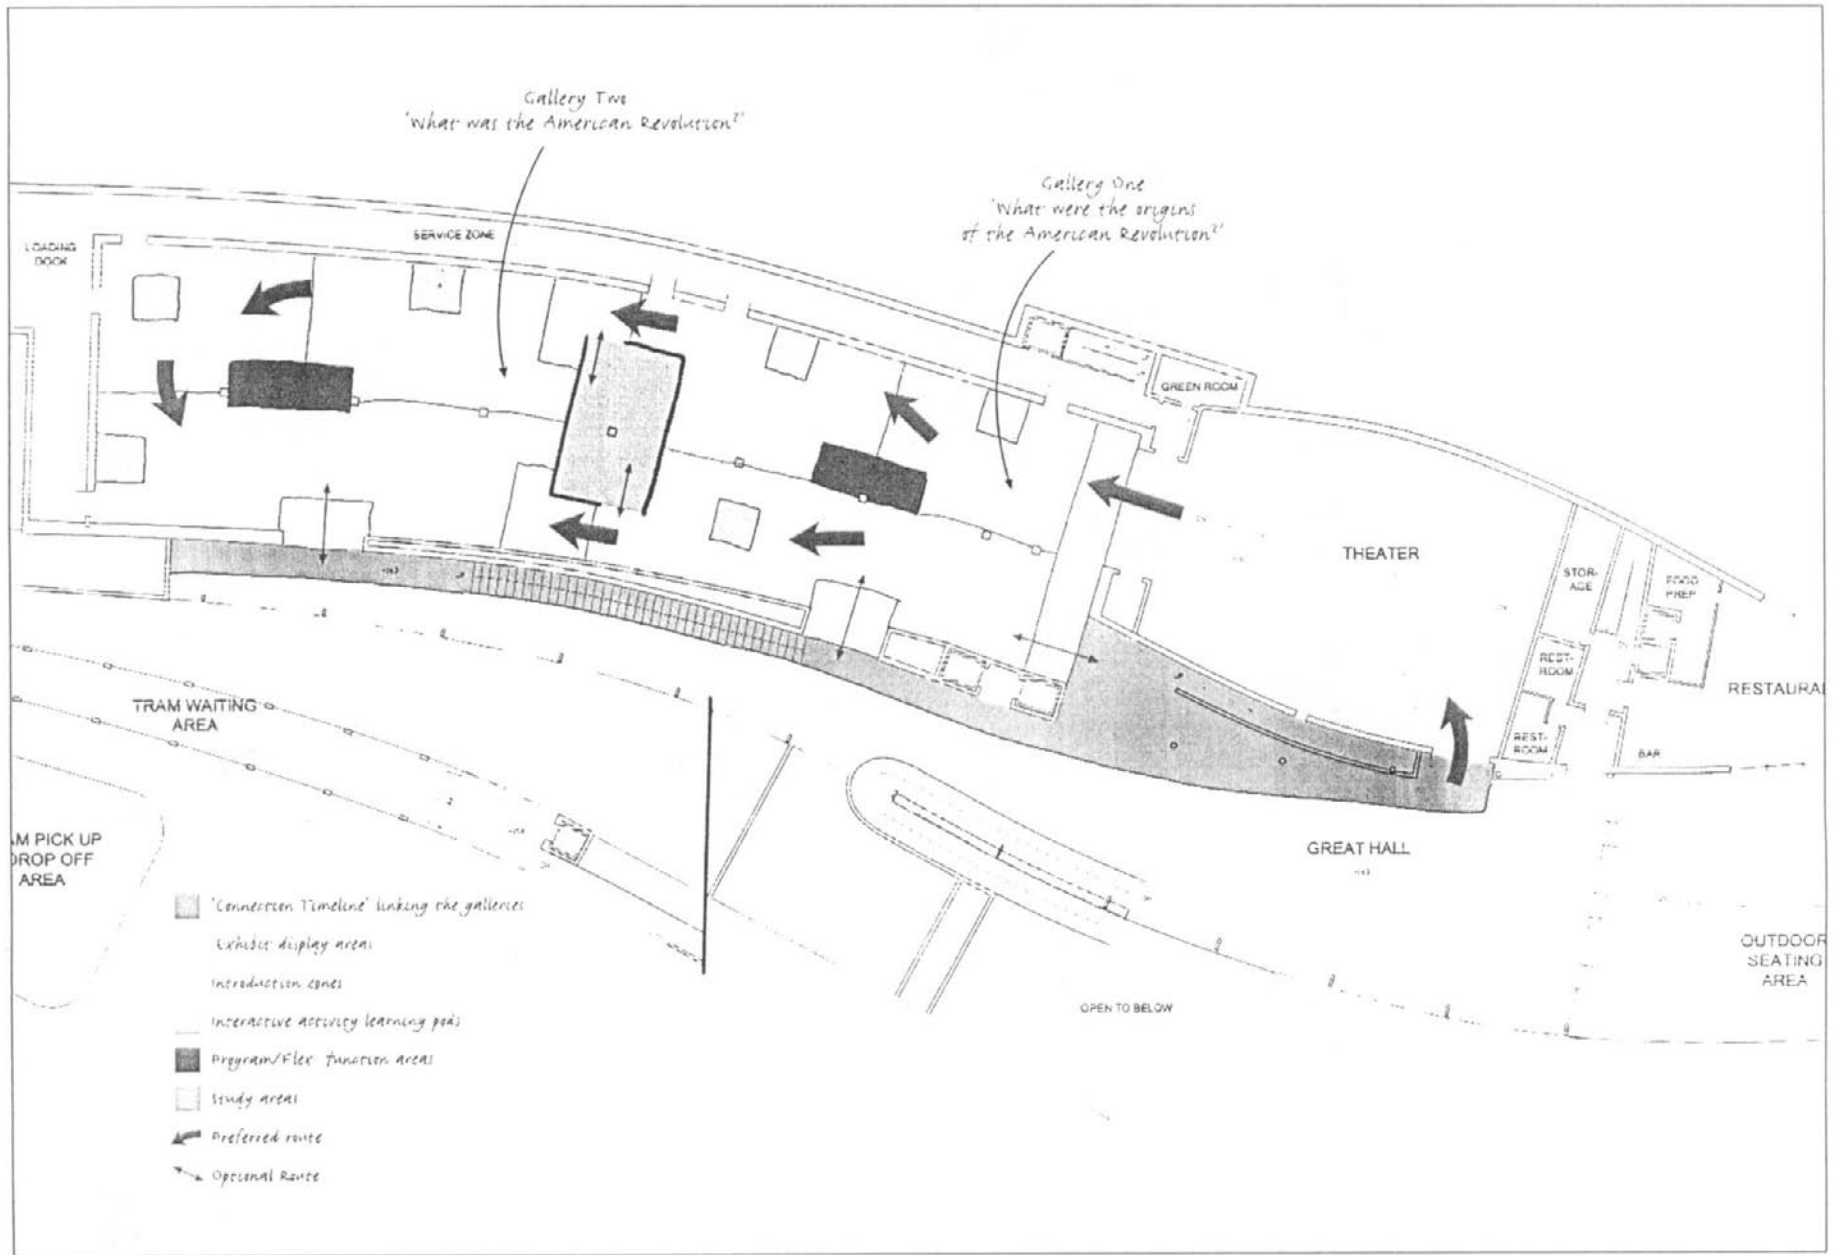 Gallery Two
'What was the American Revolution?'
Gallery One
'What were the origins
of the American Revolution?'
LOADING
DOCK
SERVICE ZONE
GREEN ROOM
THEATER
STOR-
AGE
FOOD
PREP
REST-
ROOM
RESTAURA
REST-
ROOM
BAR
TRAM WAITING
AREA
AM PICK UP
DROP OFF
AREA
GREAT HALL
OUTDOOR
SEATING
AREA
OPEN TO BELOW
'Connection Timeline' linking the galleries
Exhibit display areas
Introduction zones
Interactive activity learning pods
Program/Flex function areas
Study areas
Preferred route
Optional Route